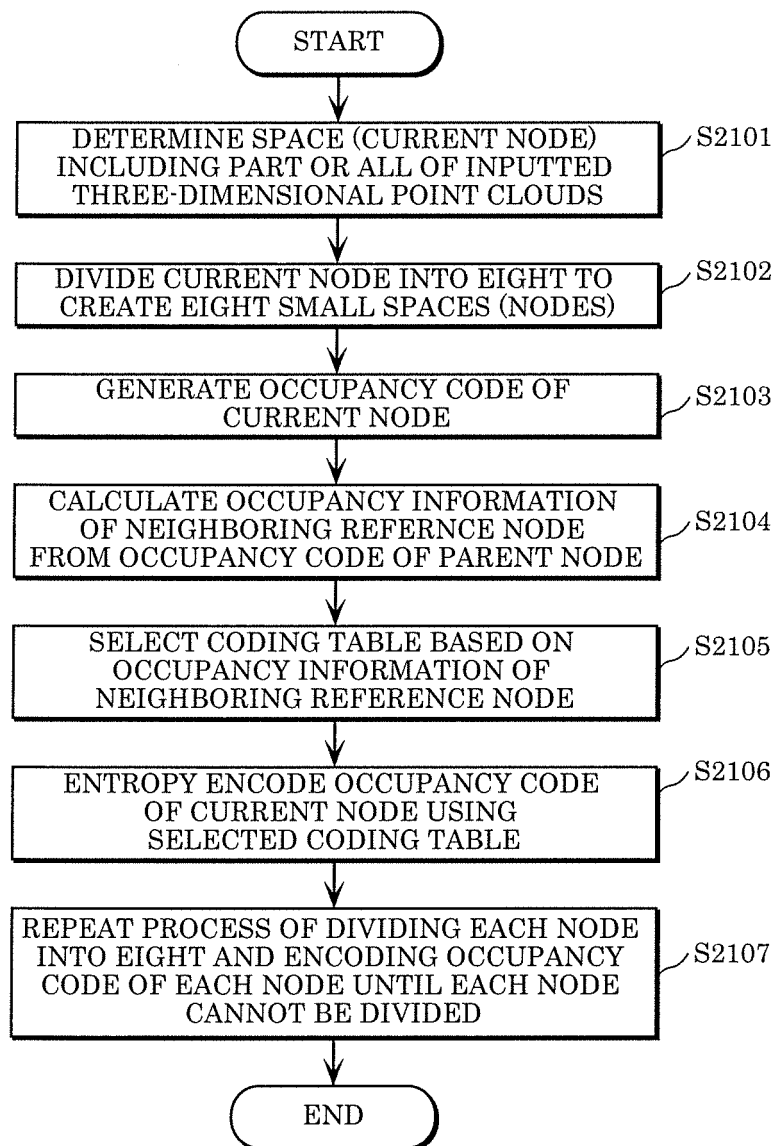 START
DETERMINE SPACE (CURRENT NODE)
INCLUDING PART OR ALL OF INPUTTED
THREE-DIMENSIONAL POINT CLOUDS
S2101
DIVIDE CURRENT NODE INTO EIGHT TO
CREATE EIGHT SMALL SPACES (NODES)
S2102
GENERATE OCCUPANCY CODE OF
CURRENT NODE
S2103
CALCULATE OCCUPANCY INFORMATION
OF NEIGHBORING REFERNCE NODE
FROM OCCUPANCY CODE OF PARENT NODE
S2104
SELECT CODING TABLE BASED ON
OCCUPANCY INFORMATION OF
NEIGHBORING REFERENCE NODE
S2105
ENTROPY ENCODE OCCUPANCY CODE
OF CURRENT NODE USING
SELECTED CODING TABLE
S2106
REPEAT PROCESS OF DIVIDING EACH NODE
INTO EIGHT AND ENCODING OCCUPANCY
CODE OF EACH NODE UNTIL EACH NODE
CANNOT BE DIVIDED
S2107
END